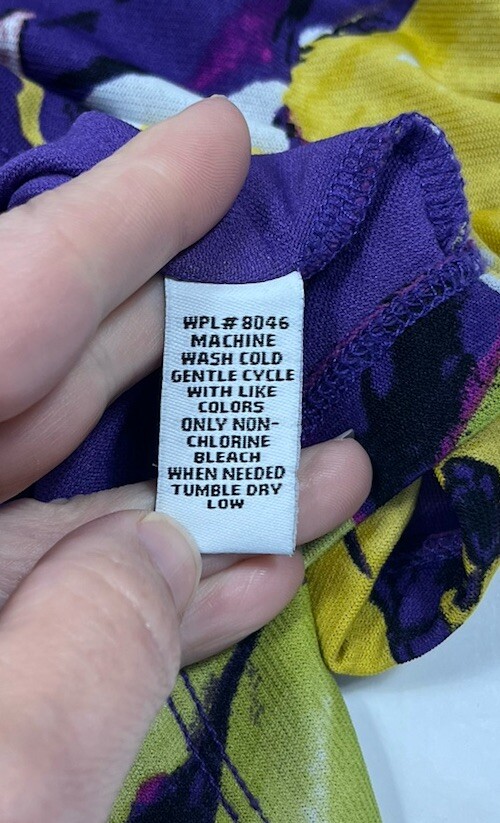 WPL# 8046
MACHINE
WASH COLD
GENTLE CYCLE
WITH LIKE
COLORS
ONLY NON-
CHLORINE
BLEACH
WHEN NEEDED
TUMBLE DRY
LOW